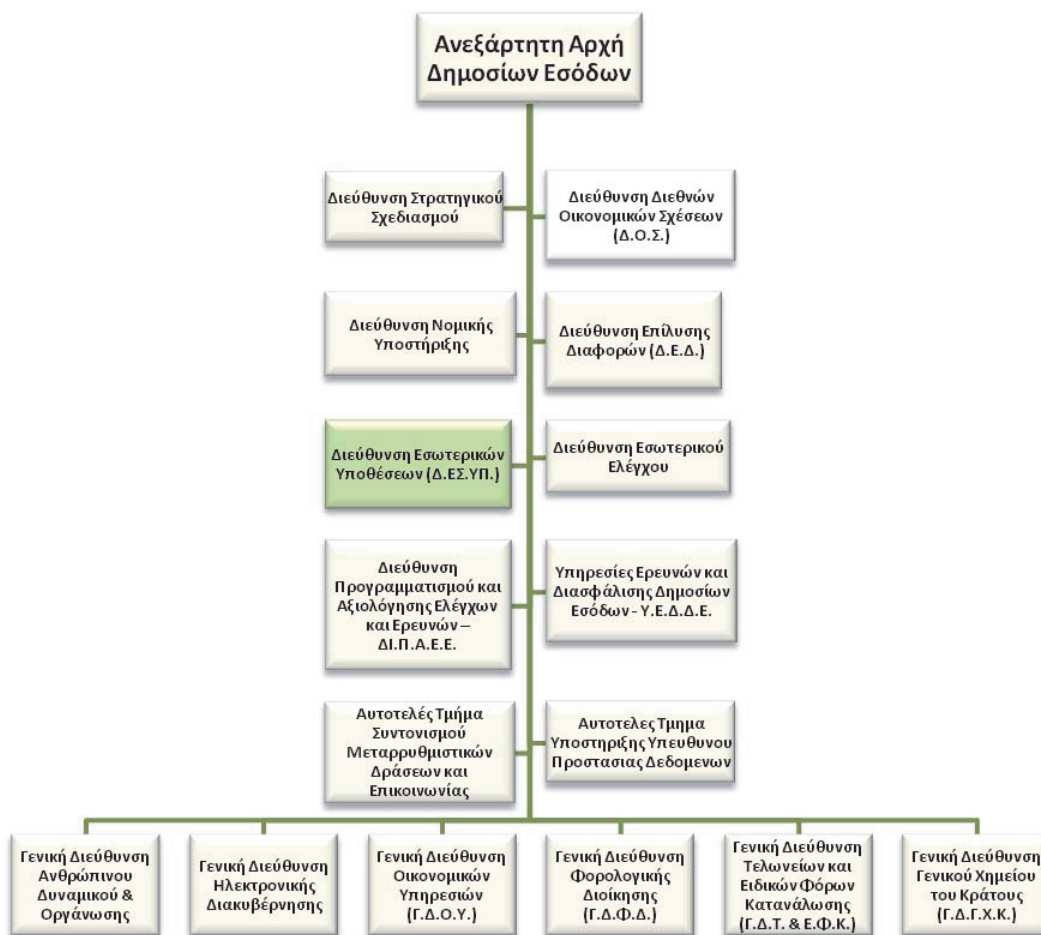 Ανεξάρτητη Αρχή
Δημοσίων Εσόδων
Διεύθυνση Στρατηγικού
Σχεδιασμού
Διεύθυνση Διεθνών
Οικονομικών Σχέσεων
(Δ.Ο.Σ.)
Διεύθυνση Νομικής
Υποστήριξης
Διεύθυνση Επίλυσης
Διαφορών (Δ.Ε.Δ.)
Διεύθυνση Εσωτερικών
Υποθέσεων (Δ.ΕΣ.ΥΠ.)
Διεύθυνση Εσωτερικού
Ελέγχου
Διεύθυνση
Προγραμματισμού και
Αξιολόγησης Ελέγχων
και Ερευνών –
ΔΙ.Π.Α.Ε.Ε.
Υπηρεσίες Ερευνών και
Διασφάλισης Δημοσίων
Εσόδων - Υ.Ε.Δ.Δ.Ε.
Αυτοτελές Τμήμα
Συντονισμού
Μεταρρυθμιστικών
Δράσεων και
Επικοινωνίας
Αυτοτελες Τμημα
Υποστηριξης Υπευθυνου
Προστασιας Δεδομενων
Γενική Διεύθυνση
Ανθρώπινου
Δυναμικού &
Οργάνωσης
Γενική Διεύθυνση
Ηλεκτρονικής
Διακυβέρνησης
Γενική Διεύθυνση
Οικονομικών
Υπηρεσιών
(Γ.Δ.Ο.Υ.)
Γενική Διεύθυνση
Φορολογικής
Διοίκησης
(Γ.Δ.Φ.Δ.)
Γενική Διεύθυνση
Τελωνείων και
Ειδικών Φόρων
Κατανάλωσης
(Γ.Δ.Τ. & Ε.Φ.Κ.)
Γενική Διεύθυνση
Γενικού Χημείου
του Κράτους
(Γ.Δ.Γ.Χ.Κ.)